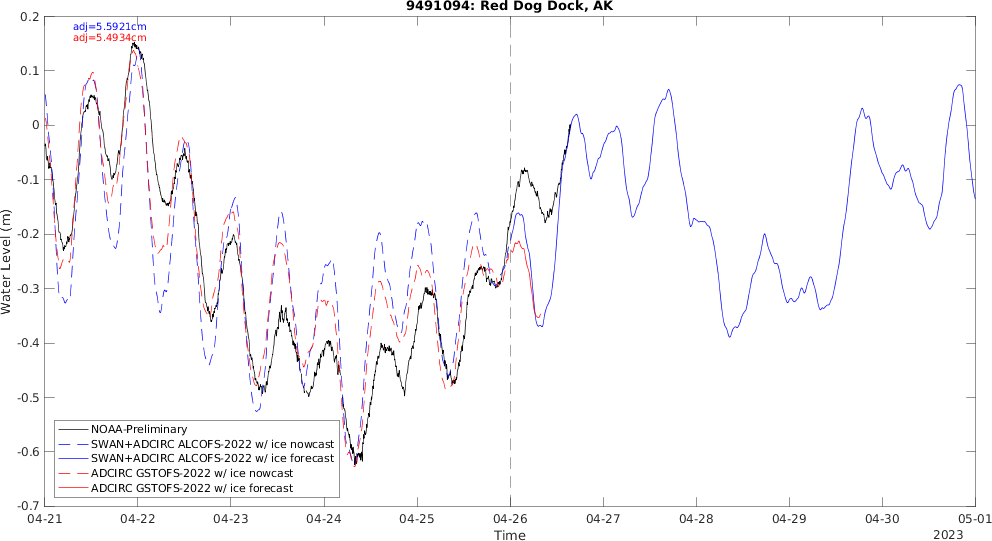 9491094: Red Dog Dock, AK
adj=5.5921cm
adj=5.4934cm
Water Level (m)
0.2
0.1
0
-0.1
-0.2
-0.3
-0.4
-0.5
-0.6
-0.7
NOAA-Preliminary
SWAN+ADCIRC ALCOFS-2022 w/ ice nowcast
SWAN+ADCIRC ALCOFS-2022 w/ ice forecast
ADCIRC GSTOFS-2022 w/ ice nowcast
ADCIRC GSTOFS-2022 w/ ice forecast
04-21 04-22 04-23 04-24 04-25 04-26 04-27 04-28 04-29 04-30 05-01
Time
2023